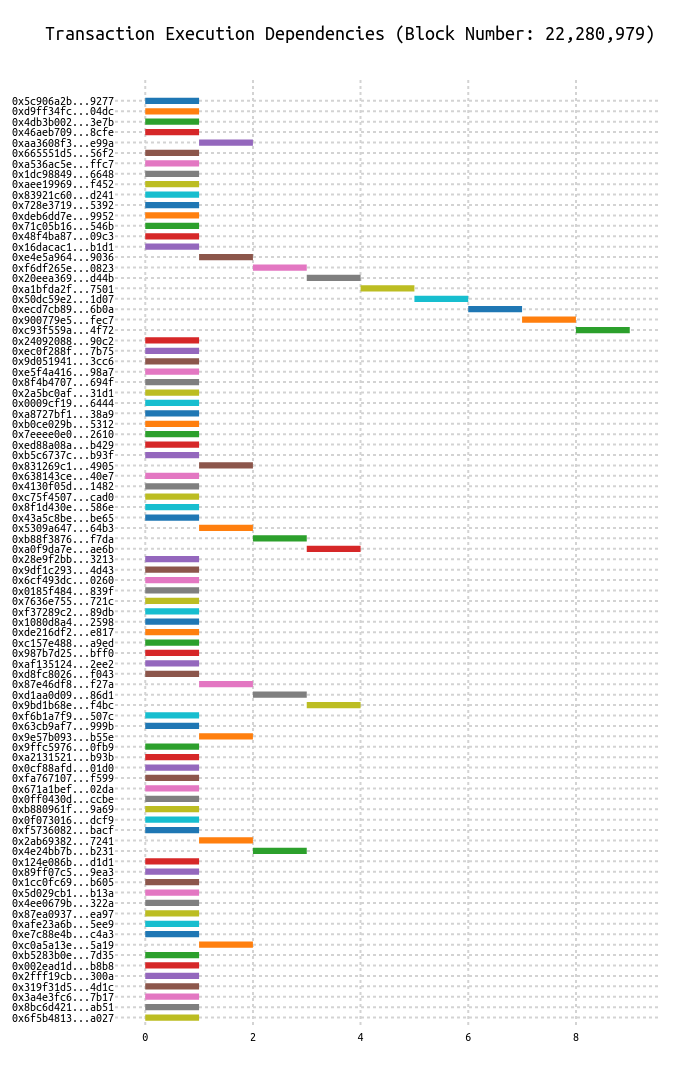 Transaction Execution Dependencies (Block Number: 22,280,979)
0x5c906a2b...9277
0xd9ff34fc...04dc
0x4db3b002...3e7b
0x46aeb709...8cfe
0xaa3608f3...e99a
0x665551d5...56f2
0xa536ac5e...ffc7
0x1dc98849...6648
0xaee19969...f452
0x83921c60...d241
0x728e3719...5392
0xdeb6dd7e...9952
0x71c05b16...546b
0x48f4ba87...09c3
0x16dacac1...b1d1
0xe4e5a964...9036
0xf6df265e...0823
0x20eea369...d44b
0xa1bfda2f...7501
0x50dc59e2...1d07
0xecd7cb89...6b0a
0x900779e5...fec7
0xc93f559a...4f72
0x24092088...90c2
0xec0f288f...7b75
0x9d051941...3cc6
0xe5f4a416...98a7
0x8f4b4707...694f
0x2a5bc0af...31d1
0x0009cf19...6444
0xa8727bf1...38a9
0xb0ce029b...5312
0x7eeee0e0...2610
0xed88a08a...b429
0xb5c6737c...b93f
0x831269c1...4905
0x638143ce...40e7
0x4130f05d...1482
0xc75f4507...cad0
0x8f1d430e...586e
0x43a5c8be...be65
0x5309a647...64b3
0xb88f3876...f7da
0xa0f9da7e...ae6b
0x28e9f2bb...3213
0x9df1c293...4d43
0x6cf493dc...0260
0x0185f484...839f
0x7636e755...721c
0xf37289c2...89db
0x1080d8a4...2598
0xde216df2...e817
0xc157e488...a9ed
0x987b7d25...bff0
0xaf135124...2ee2
0xd8fc8026...f043
0x87e46df8...f27a
0xd1aa0d09...86d1
0x9bd1b68e...f4bc
0xf6b1a7f9...507c
0x63cb9af7...999b
0x9e57b093...b55e
0x9ffc5976...0fb9
0xa2131521...b93b
0x0cf88afd...01d0
0xfa767107...f599
0x671a1bef...02da
0x0ff0430d...ccbe
0xb880961f...9a69
0x0f073016...dcf9
0xf5736082...bacf
0x2ab69382...7241
0x4e24bb7b...b231
0x124e086b...d1d1
0x89ff07c5...9ea3
0x1cc0fc69...b605
0x5d029cb1...b13a
0x4ee0679b...322a
0x87ea0937...ea97
0xafe23a6b...5ee9
0xe7c88e4b...c4a3
0xc0a5a13e...5a19
0xb5283b0e...7d35
0x002ead1d...b8b8
0x2fff19cb...300a
0x319f31d5...4d1c
0x3a4e3fc6...7b17
0x8bc6d421...ab51
0x6f5b4813...a027
0 2 4 6 8